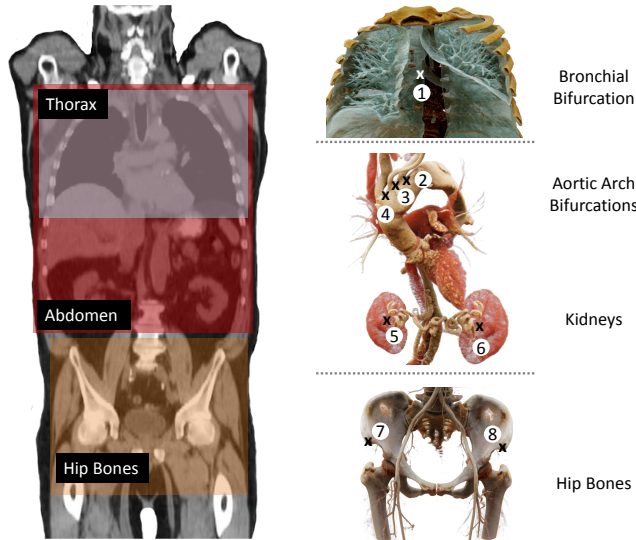 Thorax
Abdomen
Hip Bones
x
1
Bronchial
Bifurcation
x x x 2
3
4
Aortic Arch
Bifurcations
x x
5
6
Kidneys
7 8
x x
Hip Bones